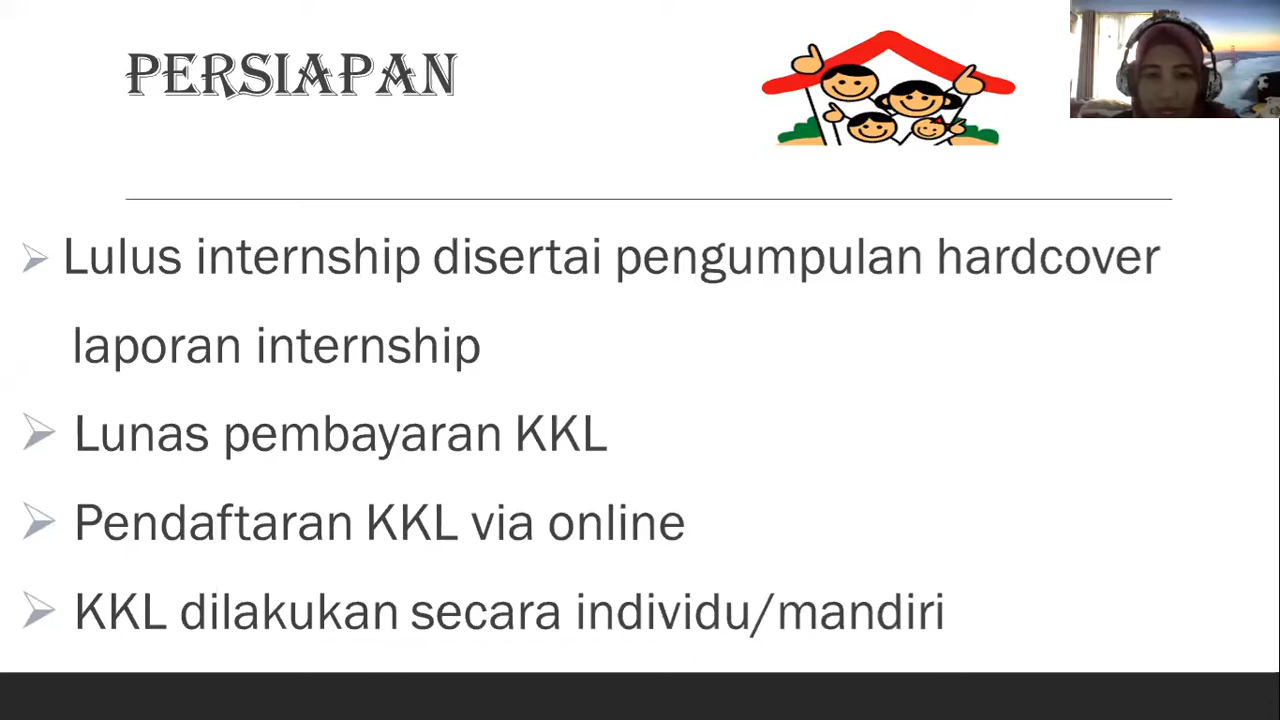 PERSIAPAN
Lulus internship disertai pengumpulan hardcover
laporan internship
Lunas pembayaran KKL
Pendaftaran KKL via online
KKL dilakukan secara individu/mandiri